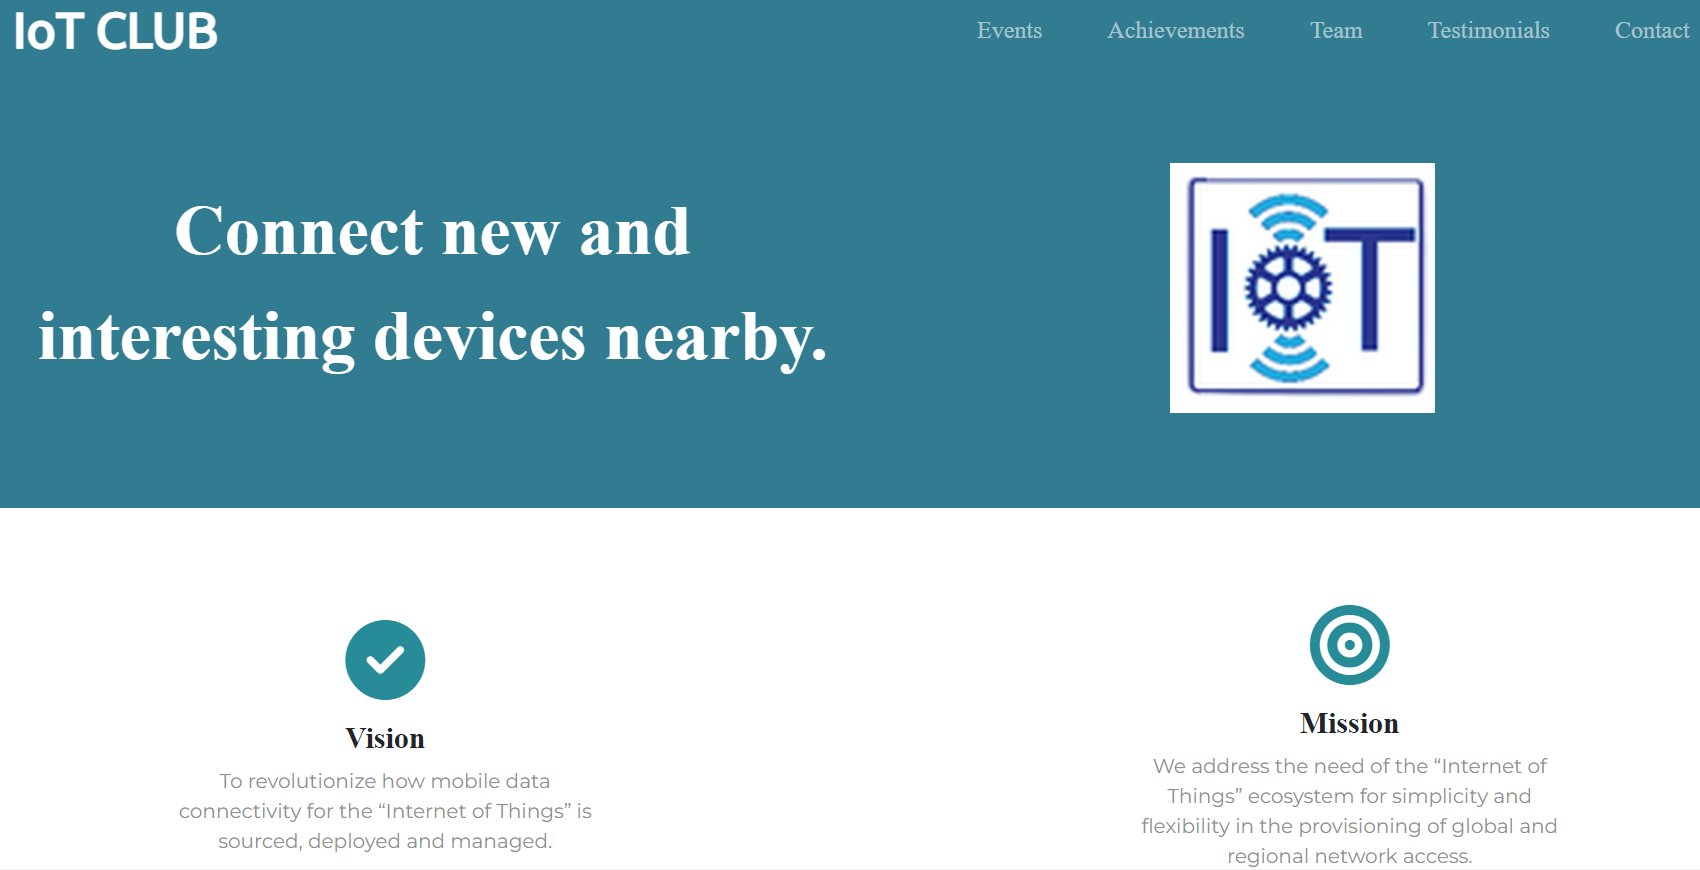 IoT CLUB
Events
Achievements
Team
Testimonials
Contact
Connect new and
interesting devices nearby.
IoT
Vision
To revolutionize how mobile data
connectivity for the “Internet of Things” is
sourced, deployed and managed.
Mission
We address the need of the “Internet of
Things” ecosystem for simplicity and
flexibility in the provisioning of global and
regional network access.